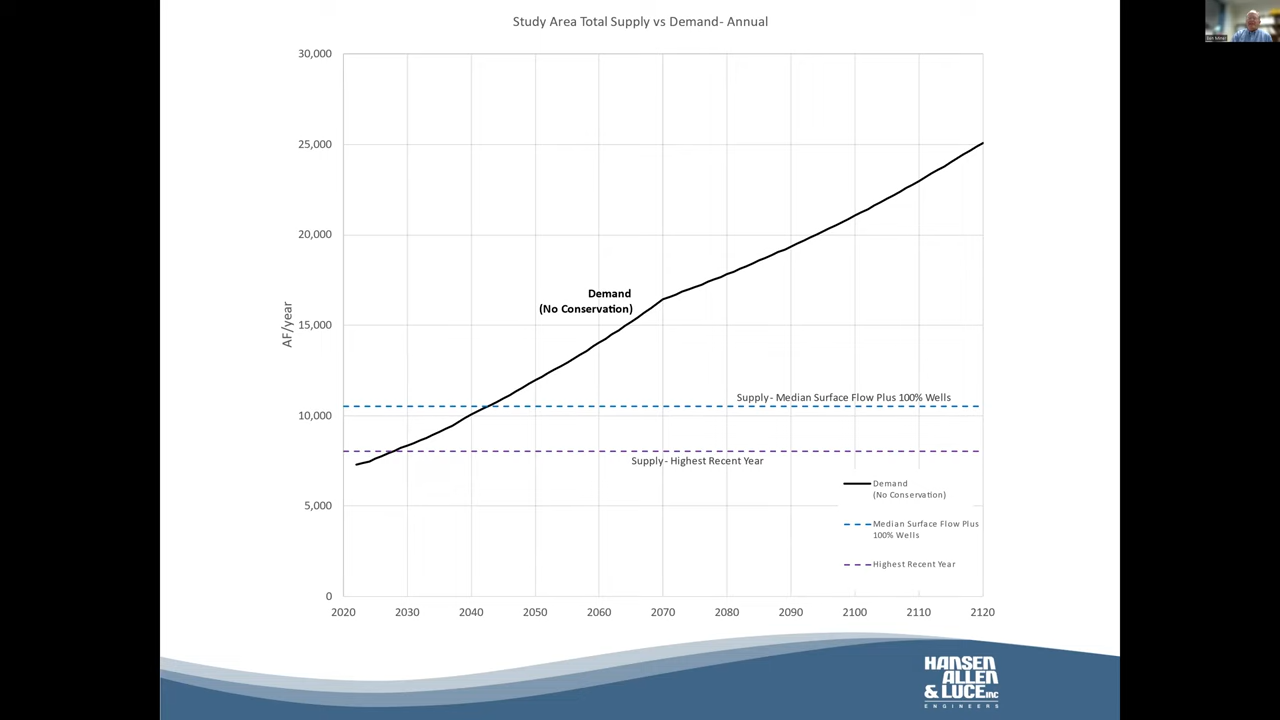 Study Area Total Supply vs Demand- Annual
30,000
25,000
20,000
15,000
10,000
5,000
0
AF/year
Demand
(No Conservation)
Supply - Median Surface Flow Plus 100% Wells
Supply - Highest Recent Year
Demand
(No Conservation)
Median Surface Flow Plus
100% Wells
Highest Recent Year
2020 2030 2040 2050 2060 2070 2080 2090 2100 2110 2120
HANSEN
ALLEN
& LUCE INC
ENGINEERS